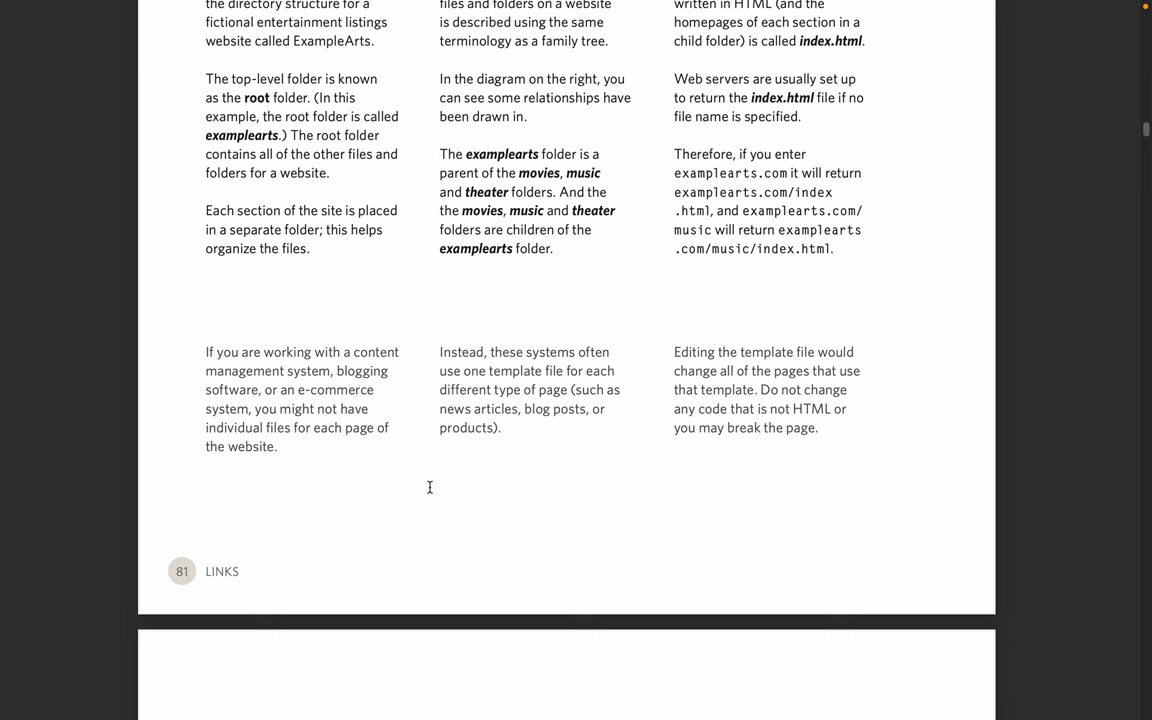 the directory structure for a
fictional entertainment listings
website called ExampleArts.
The top-level folder is known
as the root folder. (In this
example, the root folder is called
examplearts.) The root folder
contains all of the other files and
folders for a website.
Each section of the site is placed
in a separate folder; this helps
organize the files.
files and folders on a website
is described using the same
terminology as a family tree.
In the diagram on the right, you
can see some relationships have
been drawn in.
The examplearts folder is a
parent of the movies, music
and theater folders. And the
the movies, music and theater
folders are children of the
examplearts folder.
written in HTML (and the
homepages of each section in a
child folder) is called index.html.
Web servers are usually set up
to return the index.html file if no
file name is specified.
Therefore, if you enter
examplearts.com it will return
examplearts.com/index
.html, and examplearts.com/
music will return examplearts
.com/music/index.html.
If you are working with a content
management system, blogging
software, or an e-commerce
system, you might not have
individual files for each page of
the website.
Instead, these systems often
use one template file for each
different type of page (such as
news articles, blog posts, or
products).
Editing the template file would
change all of the pages that use
that template. Do not change
any code that is not HTML or
you may break the page.
81 LINKS